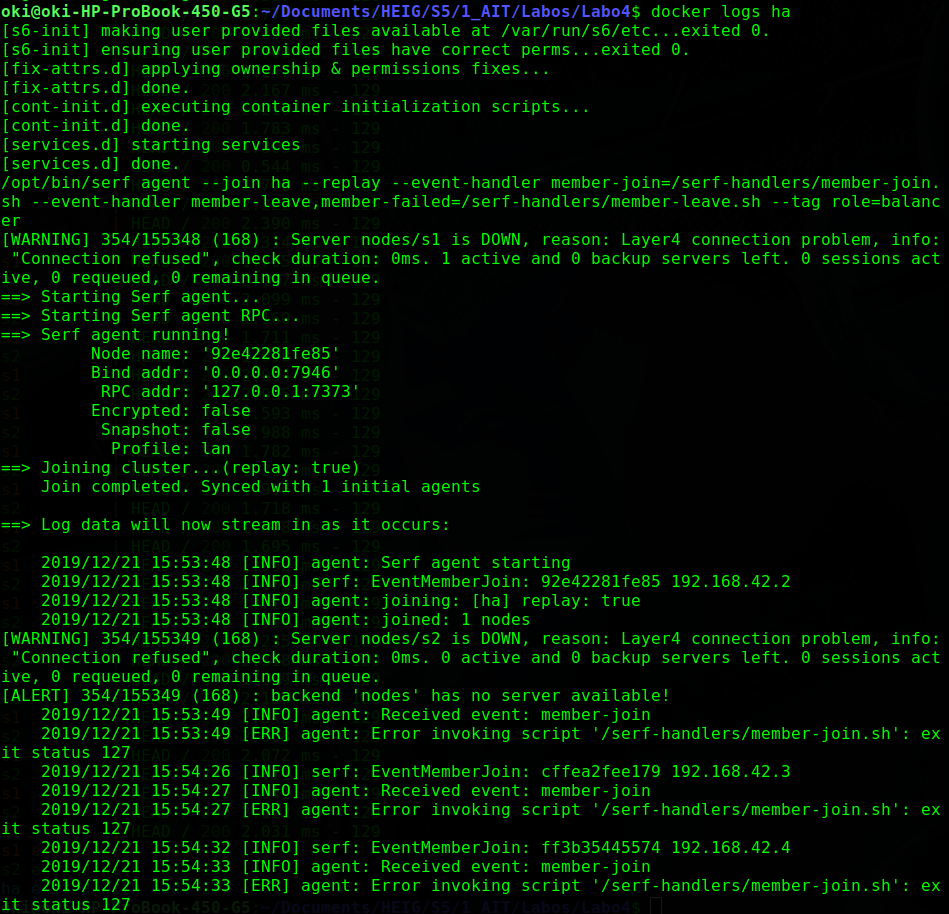 oki@oki-HP-ProBook-450-G5:~/Documents/HEIG/S5/1_AIT/Labos/Labo4$ docker logs ha
[s6-init] making user provided files available at /var/run/s6/etc...exited 0.
[s6-init] ensuring user provided files have correct perms...exited 0.
[fix-attrs.d] applying ownership & permissions fixes...
[fix-attrs.d] done.
[cont-init.d] executing container initialization scripts...
[cont-init.d] done.
[services.d] starting services
[services.d] done.
/opt/bin/serf agent --join ha --replay --event-handler member-join=/serf-handlers/member-join.
sh --event-handler member-leave,member-failed=/serf-handlers/member-leave.sh --tag role=balanc
er
[WARNING] 354/155348 (168) : Server nodes/s1 is DOWN, reason: Layer4 connection problem, info:
 "Connection refused", check duration: 0ms. 1 active and 0 backup servers left. 0 sessions act
ive, 0 requeued, 0 remaining in queue.
==> Starting Serf agent...
==> Starting Serf agent RPC...
==> Serf agent running!
         Node name: '92e42281fe85'
         Bind addr: '0.0.0.0:7946'
          RPC addr: '127.0.0.1:7373'
         Encrypted: false
          Snapshot: false
           Profile: lan
==> Joining cluster...(replay: true)
    Join completed. Synced with 1 initial agents
==> Log data will now stream in as it occurs:
    2019/12/21 15:53:48 [INFO] agent: Serf agent starting
    2019/12/21 15:53:48 [INFO] serf: EventMemberJoin: 92e42281fe85 192.168.42.2
    2019/12/21 15:53:48 [INFO] agent: joining: [ha] replay: true
    2019/12/21 15:53:48 [INFO] agent: joined: 1 nodes
[WARNING] 354/155349 (168) : Server nodes/s2 is DOWN, reason: Layer4 connection problem, info:
 "Connection refused", check duration: 0ms. 0 active and 0 backup servers left. 0 sessions act
ive, 0 requeued, 0 remaining in queue.
[ALERT] 354/155349 (168) : backend 'nodes' has no server available!
    2019/12/21 15:53:49 [INFO] agent: Received event: member-join
    2019/12/21 15:53:49 [ERR] agent: Error invoking script '/serf-handlers/member-join.sh': ex
it status 127
    2019/12/21 15:54:26 [INFO] serf: EventMemberJoin: cffea2fee179 192.168.42.3
    2019/12/21 15:54:27 [INFO] agent: Received event: member-join
    2019/12/21 15:54:27 [ERR] agent: Error invoking script '/serf-handlers/member-join.sh': ex
it status 127
    2019/12/21 15:54:32 [INFO] serf: EventMemberJoin: ff3b35445574 192.168.42.4
    2019/12/21 15:54:33 [INFO] agent: Received event: member-join
    2019/12/21 15:54:33 [ERR] agent: Error invoking script '/serf-handlers/member-join.sh': ex
it status 127